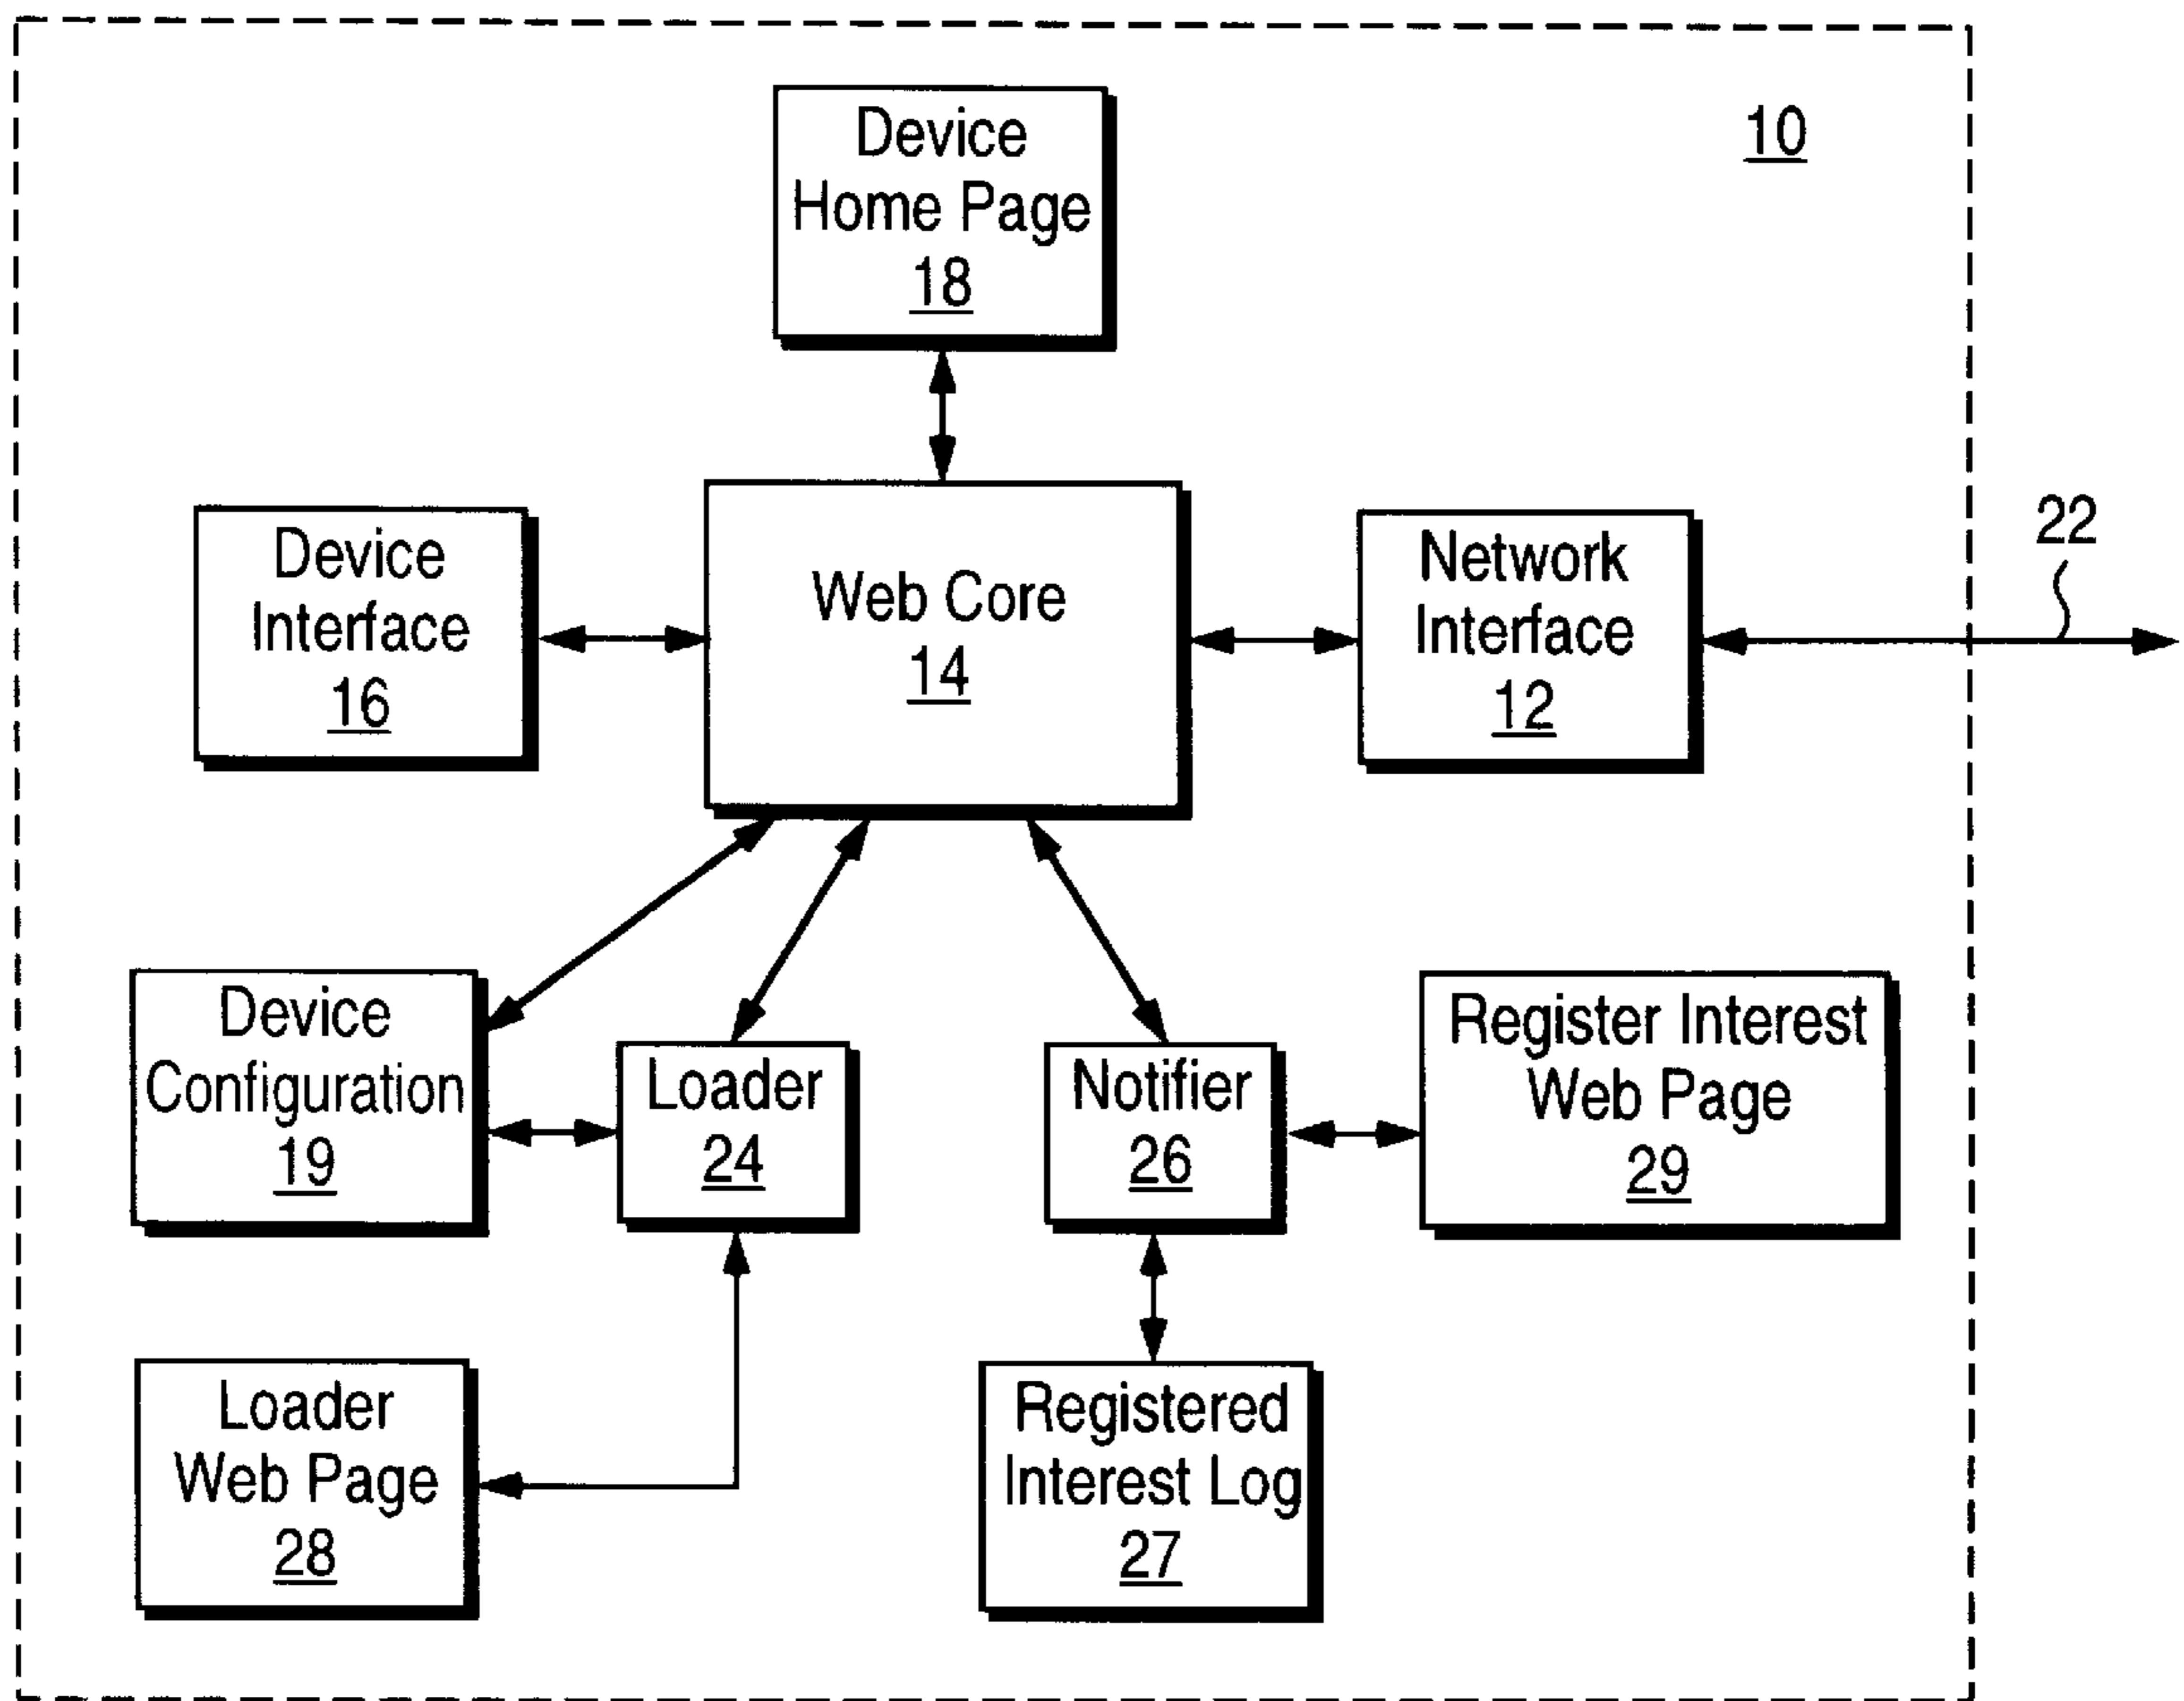 10
Device
Home Page
18
Device
Interface
16
Web Core
14
Network
Interface
12
22
Device
Configuration
19
Loader
24
Notifier
26
Register Interest
Web Page
29
Loader
Web Page
28
Registered
Interest Log
27